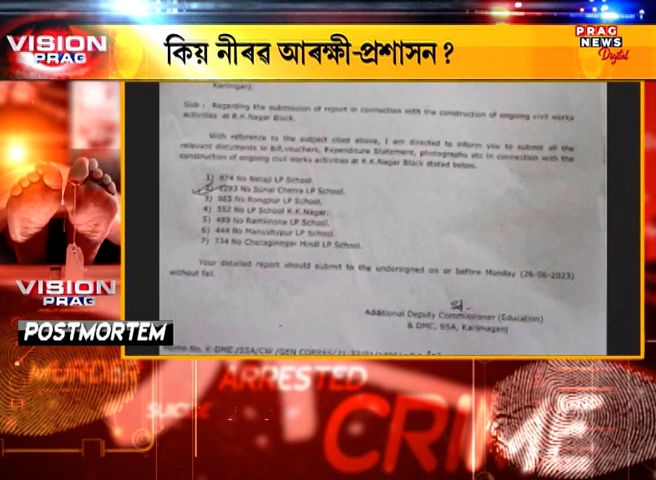 VISION
PRAG
কিয় নীৰৱ আৰক্ষী-প্ৰশাসন ?
PRAG
NEWS
Digital
Karimganj.
Sub : Regarding the submission of report in connection with the construction of ongoing civil works
activities at R.K.Nagar Block.
With reference to the subject cited above, I am directed to inform you to submit all the
relevant documents ie bill,vouchers, Expenditure Statement, photographs etc in connection with the
construction of ongoing civil works activities at R.K.Nagar Block stated below.
1) 974 No Netaji LP School.
1293 No Sunai Cherra LP School.
3) 965 No Rongpur LP School.
4) 552 No LP School R.K.Nagar.
5) 489 No Ramkrisna LP School.
6) 444 No Manushypur LP School.
7) 734 No Choraginagar Hindi LP School.
Your detailed report should submit to the undersigned on or before Monday (26-06-2023)
without fail.
Additional Deputy Commissioner (Education)
& DMC, SSA, Karimganj
VISION
PRAG
POSTMORTEM
MURDER
ARRESTED
CRIME